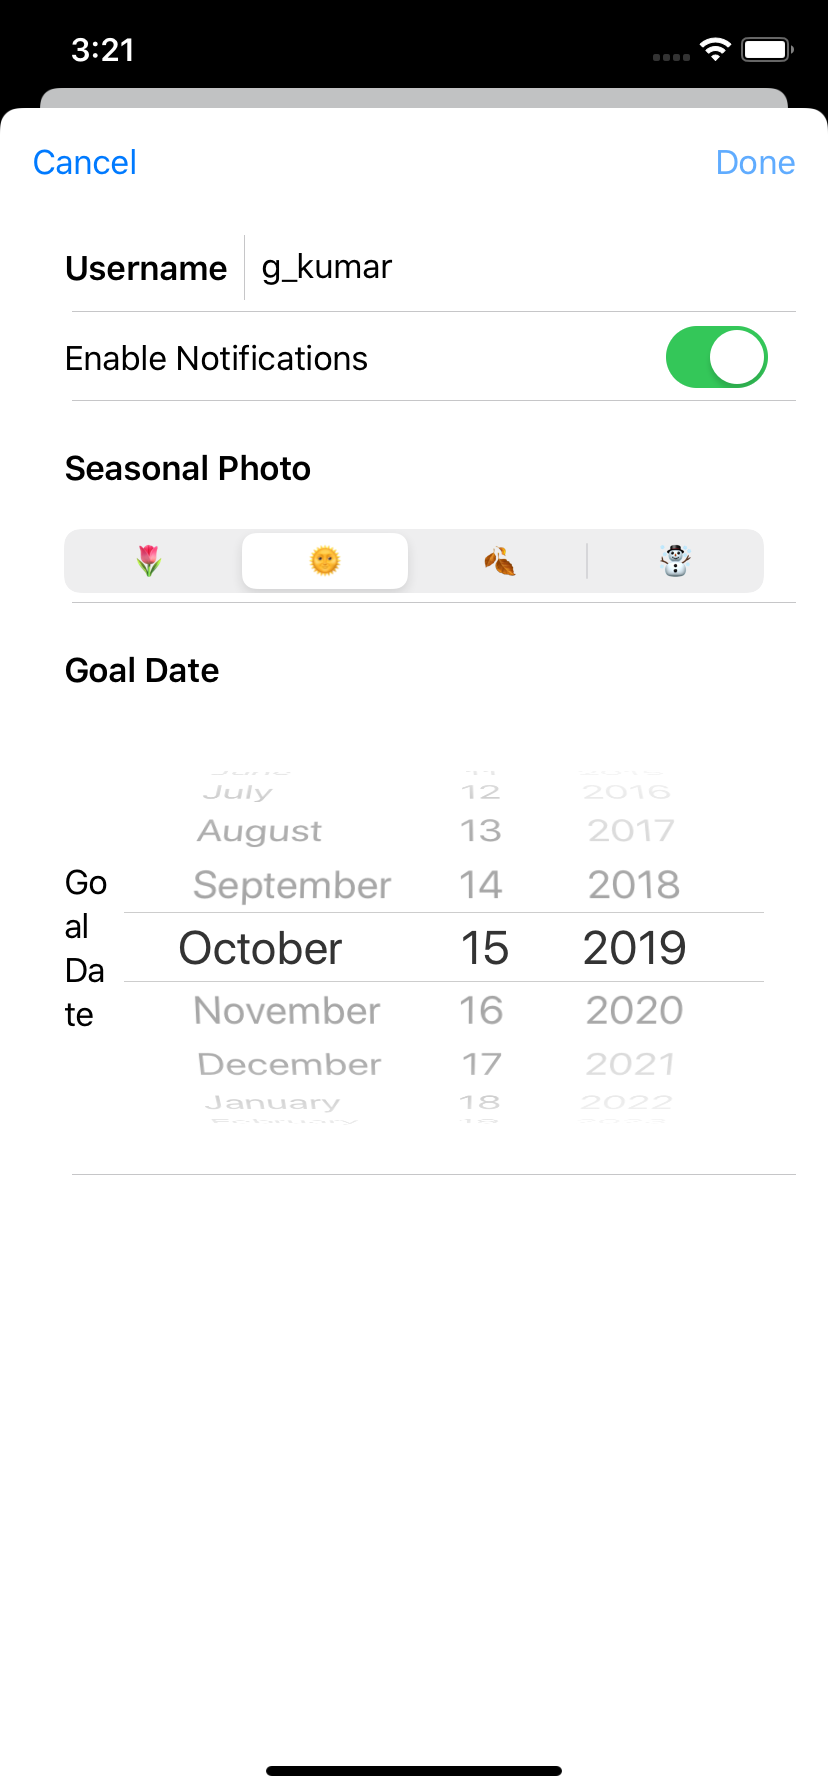 3:21
Cancel Done
Username g_kumar
Enable Notifications
Seasonal Photo
Goal Date
July 12 2016
August 13 2017
September 14 2018
October 15 2019
November 16 2020
December 17 2021
January 18 2022
Go
al
Da
te